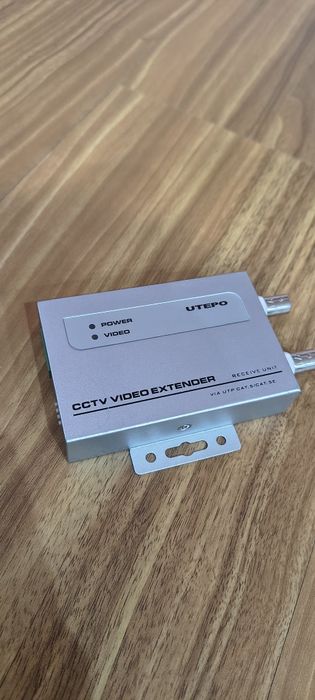 UTEPO
POWER
VIDEO
CCTV VIDEO EXTENDER
RECEIVE UNIT
VIA UTP CAT.5/CAT.5E